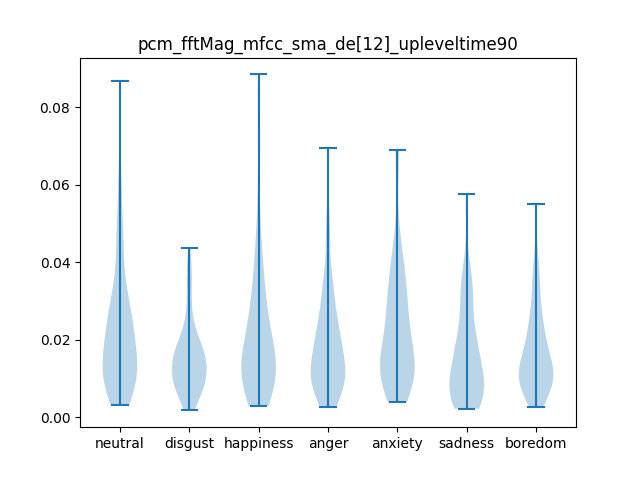 pcm_fftMag_mfcc_sma_de[12]_upleveltime90
0.08
0.06
0.04
0.02
0.00
neutral disgust happiness anger anxiety sadness boredom